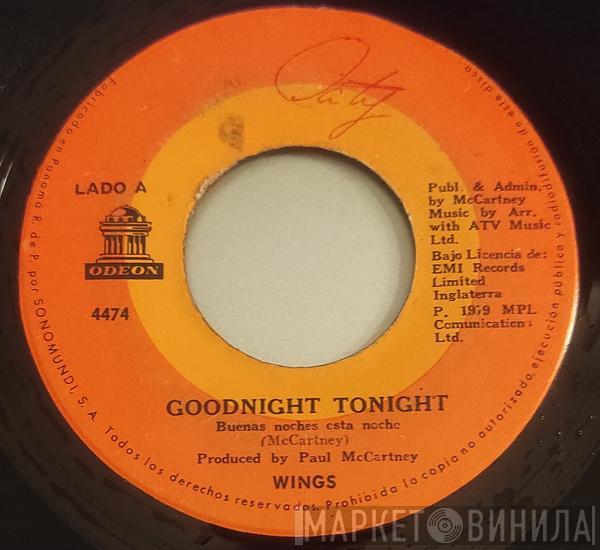 LADO A
ODEON
4474
Publ. & Admin.
by McCartney
Music by Arr.
with ATV Music
Ltd.
Bajo Licencia de:
EMI Records
Limited
Inglaterra
P. 1979 MPL
Comunications
Ltd.
GOODNIGHT TONIGHT
Buenas noches esta noche
(McCartney)
Produced by Paul McCartney
WINGS
Fabricado en Panama R. de P. por SONOMUNDI, S. A. Todos los derechos reservados. Prohibida la copia no autorizada, ejecución pública y radiodifusión de este disco
МАРКЕТ ВИНИЛА